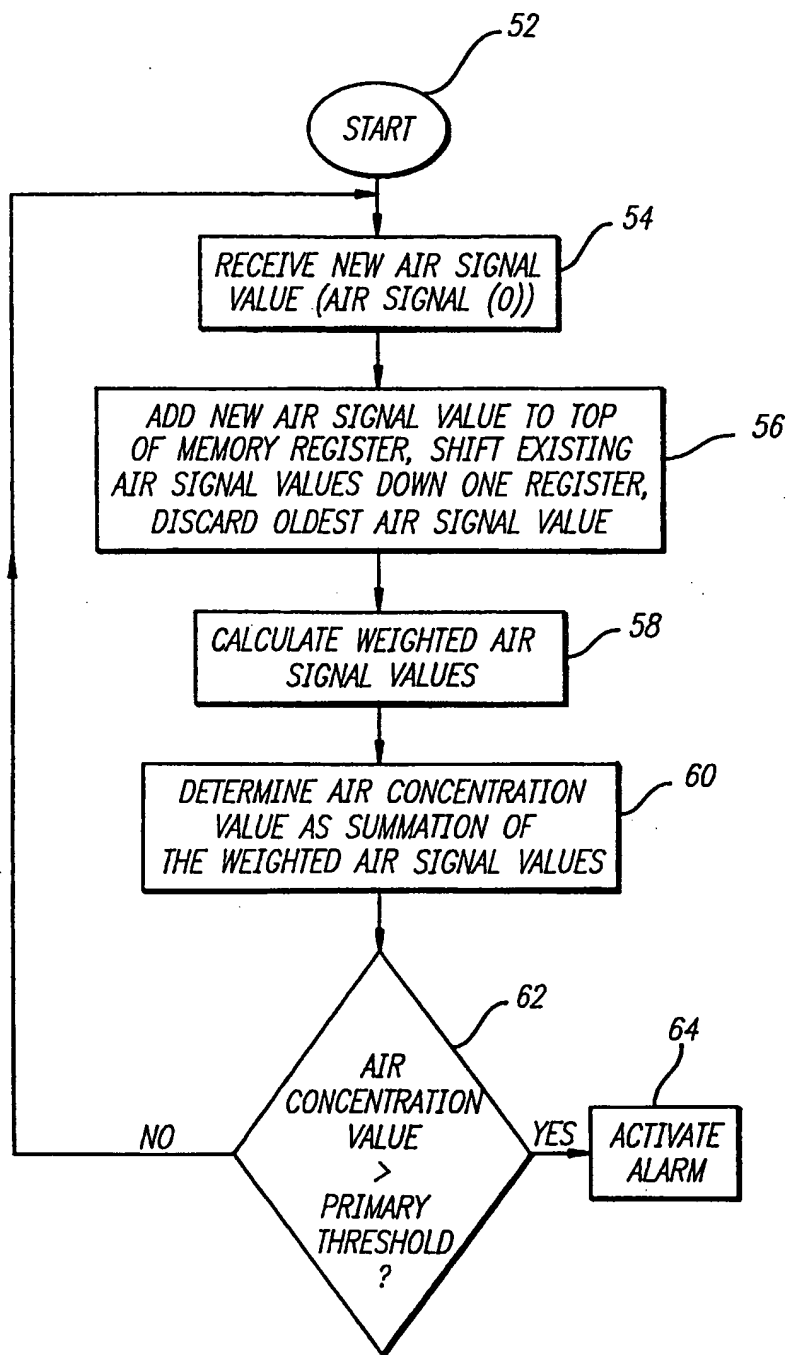 52
START
54
RECEIVE NEW AIR SIGNAL
VALUE (AIR SIGNAL (0))
56
ADD NEW AIR SIGNAL VALUE TO TOP
OF MEMORY REGISTER, SHIFT EXISTING
AIR SIGNAL VALUES DOWN ONE REGISTER,
DISCARD OLDEST AIR SIGNAL VALUE
58
CALCULATE WEIGHTED AIR
SIGNAL VALUES
60
DETERMINE AIR CONCENTRATION
VALUE AS SUMMATION OF
THE WEIGHTED AIR SIGNAL VALUES
62
AIR
CONCENTRATION
VALUE
>
PRIMARY
THRESHOLD
?
NO
YES
64
ACTIVATE
ALARM